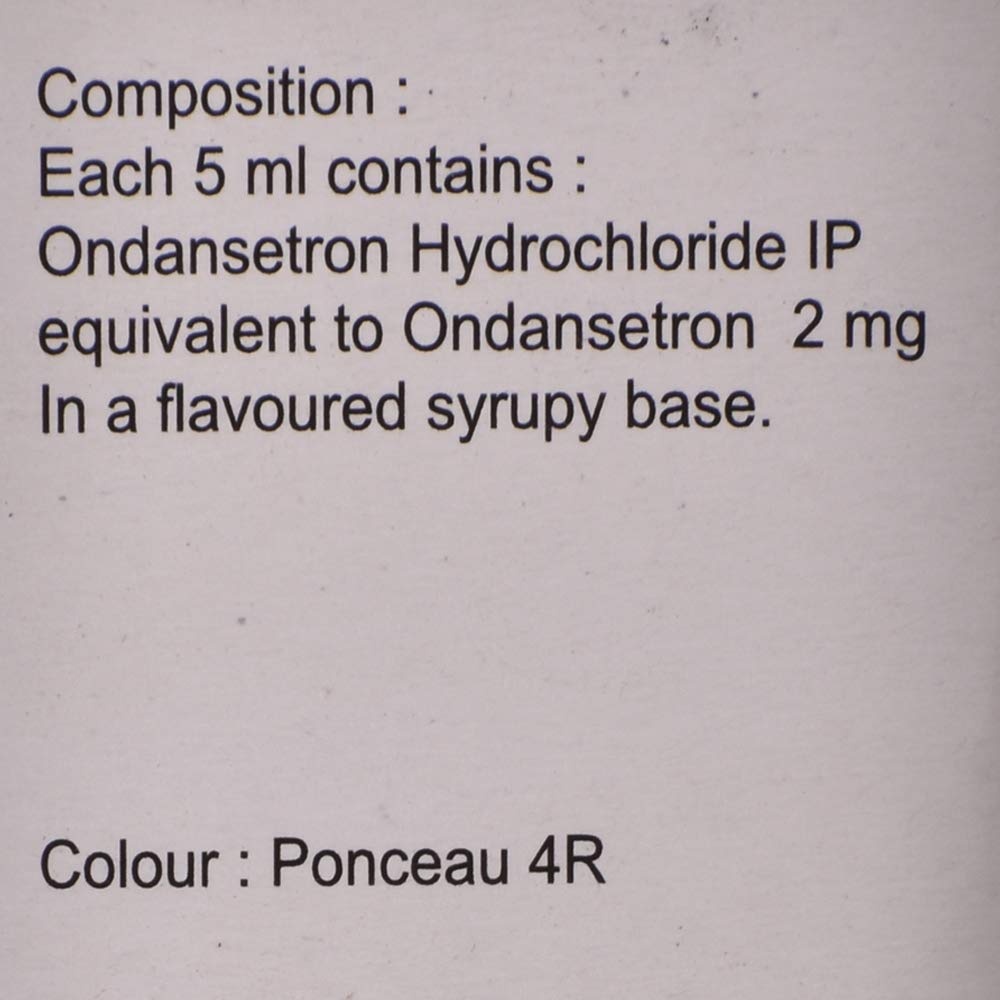 Composition :
Each 5 ml contains :
Ondansetron Hydrochloride IP
equivalent to Ondansetron 2 mg
In a flavoured syrupy base.
Colour : Ponceau 4R